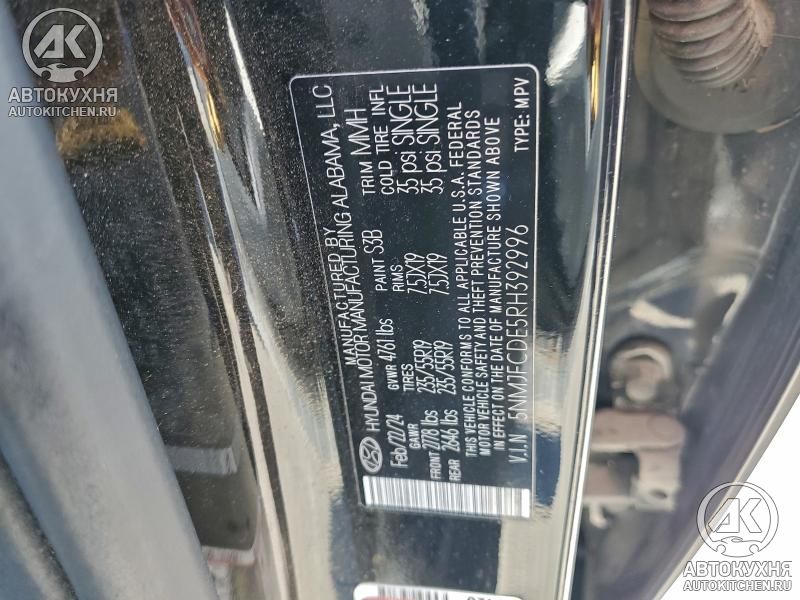 АК
АВТОКУХНЯ
AUTOKITCHEN.RU
MANUFACTURED BY
HYUNDAI MOTOR MANUFACTURING ALABAMA, LLC
Feb/22/24 PAINT S3B TRIM MMH
GVWR 4761 lbs
GAWR TIRES RIMS COLD TIRE INFL
FRONT 2778 lbs 235/55R19 7.5JX19 35 psi SINGLE
REAR 2646 lbs 235/55R19 7.5JX19 35 psi SINGLE
THIS VEHICLE CONFORMS TO ALL APPLICABLE U.S.A. FEDERAL
MOTOR VEHICLE SAFETY AND THEFT PREVENTION STANDARDS
IN EFFECT ON THE DATE OF MANUFACTURE SHOWN ABOVE
V.I.N 5NMJFCDE5RH392996 TYPE: MPV
АК
АВТОКУХНЯ
AUTOKITCHEN.RU